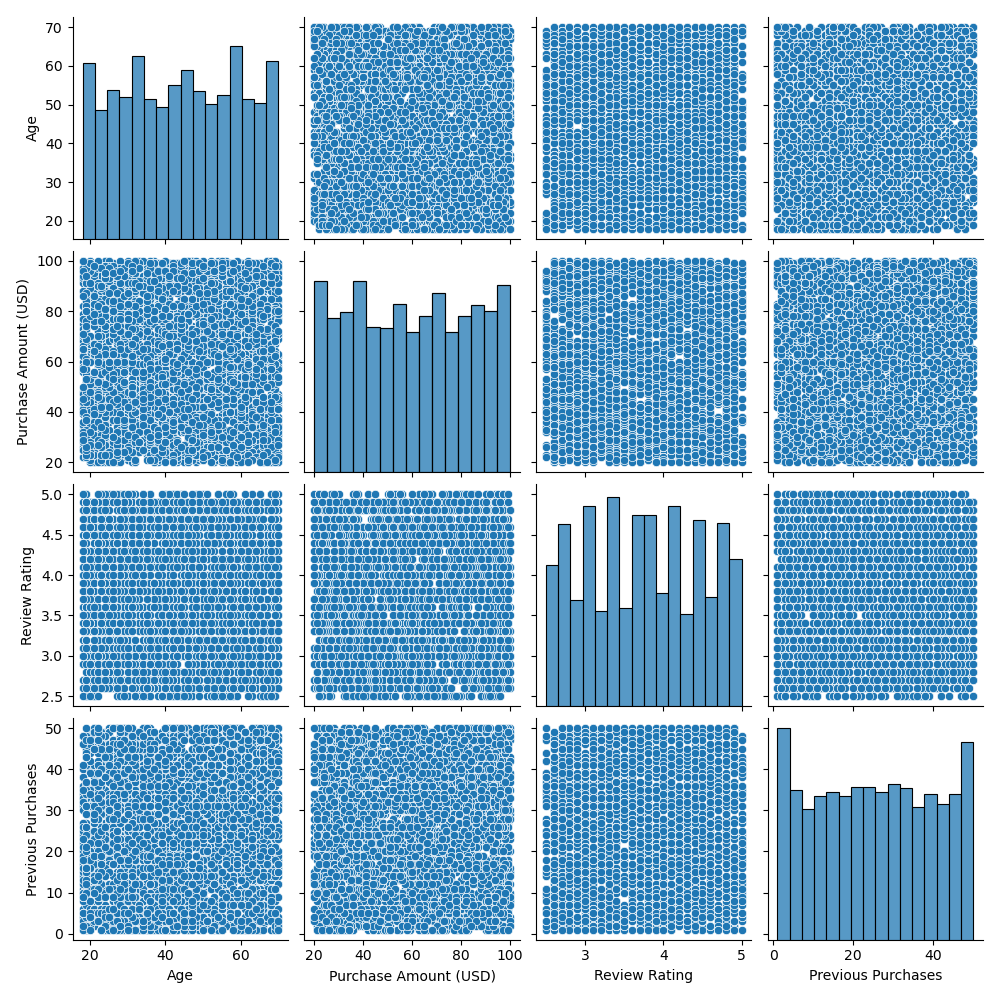 70
60
50
40
30
20
Age
100
80
60
40
20
Purchase Amount (USD)
5.0
4.5
4.0
3.5
3.0
2.5
Review Rating
50
40
30
20
10
0
Previous Purchases
20 40 60
20 40 60 80 100
3 4 5
0 20 40
Age
Purchase Amount (USD)
Review Rating
Previous Purchases